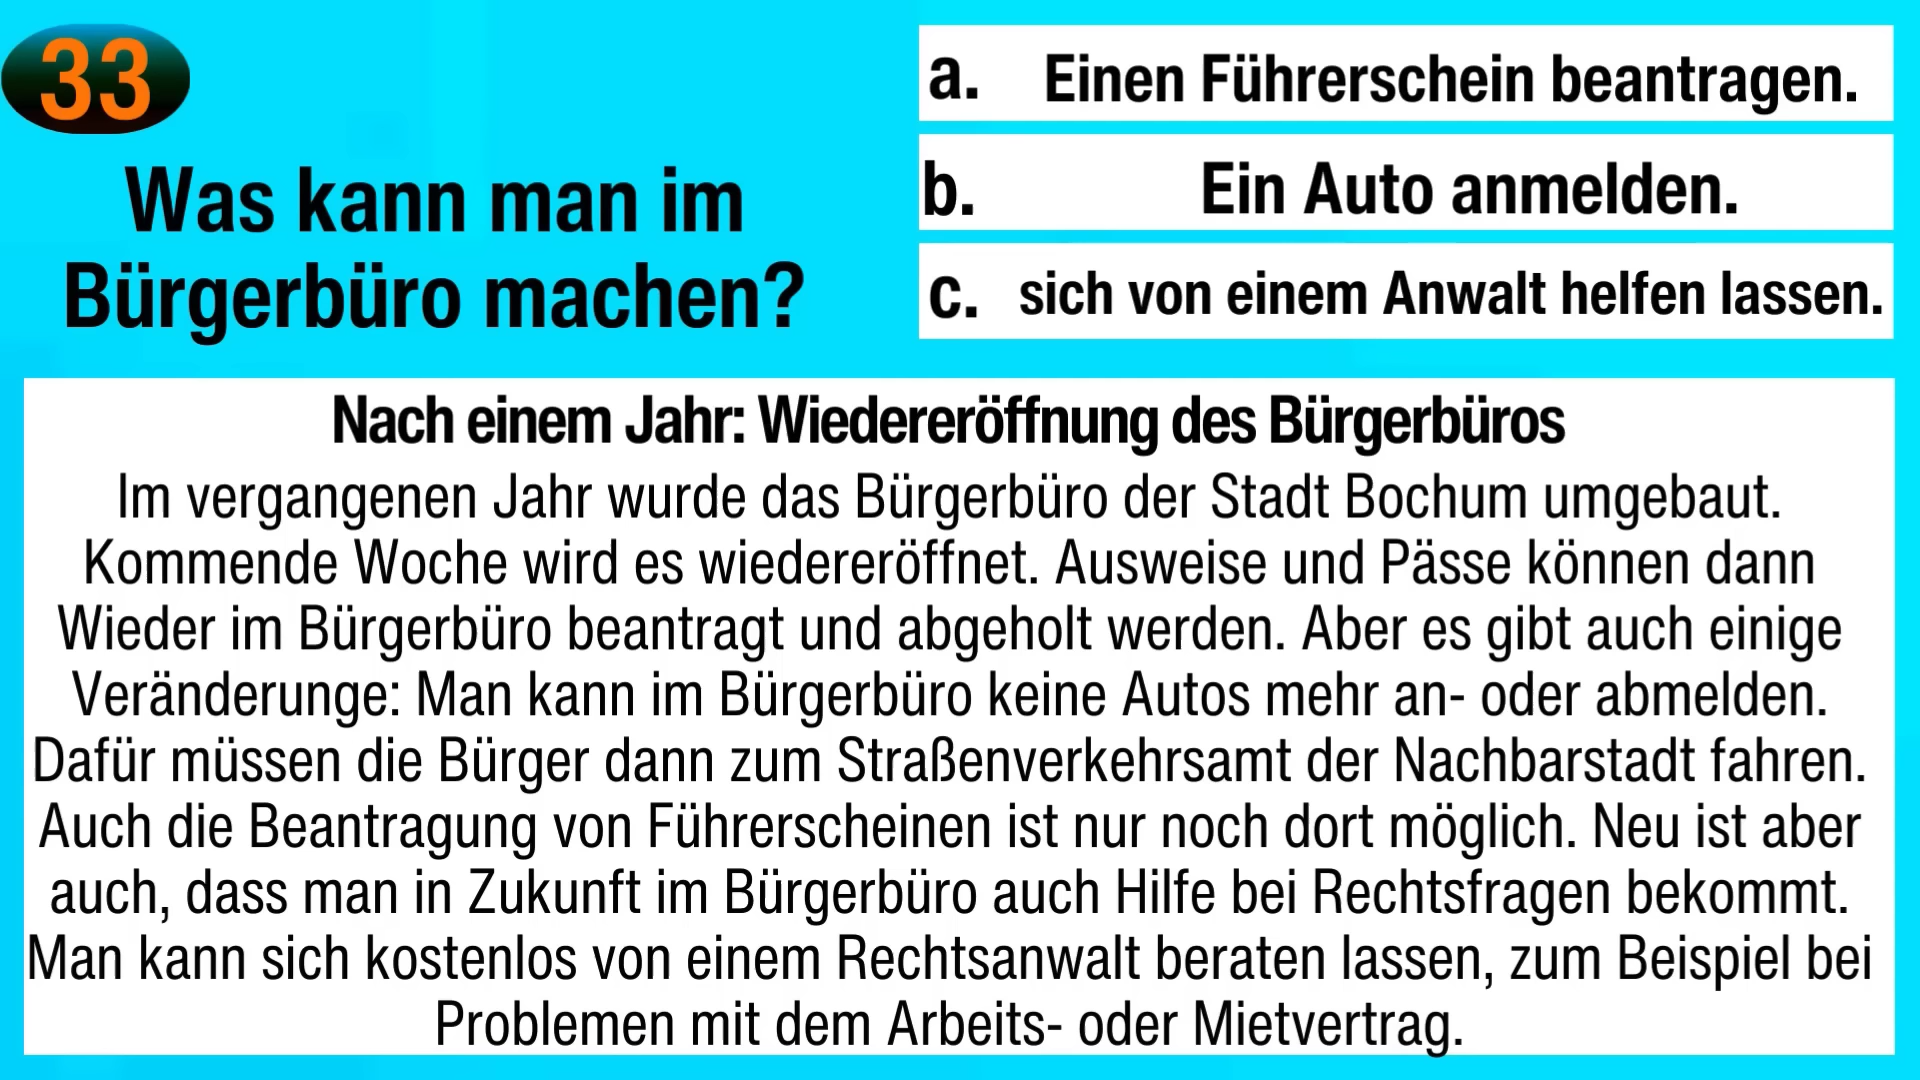 33
Was kann man im
Bürgerbüro machen?
a. Einen Führerschein beantragen.
b. Ein Auto anmelden.
c. sich von einem Anwalt helfen lassen.
Nach einem Jahr: Wiedereröffnung des Bürgerbüros
Im vergangenen Jahr wurde das Bürgerbüro der Stadt Bochum umgebaut.
Kommende Woche wird es wiedereröffnet. Ausweise und Pässe können dann
Wieder im Bürgerbüro beantragt und abgeholt werden. Aber es gibt auch einige
Veränderunge: Man kann im Bürgerbüro keine Autos mehr an- oder abmelden.
Dafür müssen die Bürger dann zum Straßenverkehrsamt der Nachbarstadt fahren.
Auch die Beantragung von Führerscheinen ist nur noch dort möglich. Neu ist aber
auch, dass man in Zukunft im Bürgerbüro auch Hilfe bei Rechtsfragen bekommt.
Man kann sich kostenlos von einem Rechtsanwalt beraten lassen, zum Beispiel bei
Problemen mit dem Arbeits- oder Mietvertrag.